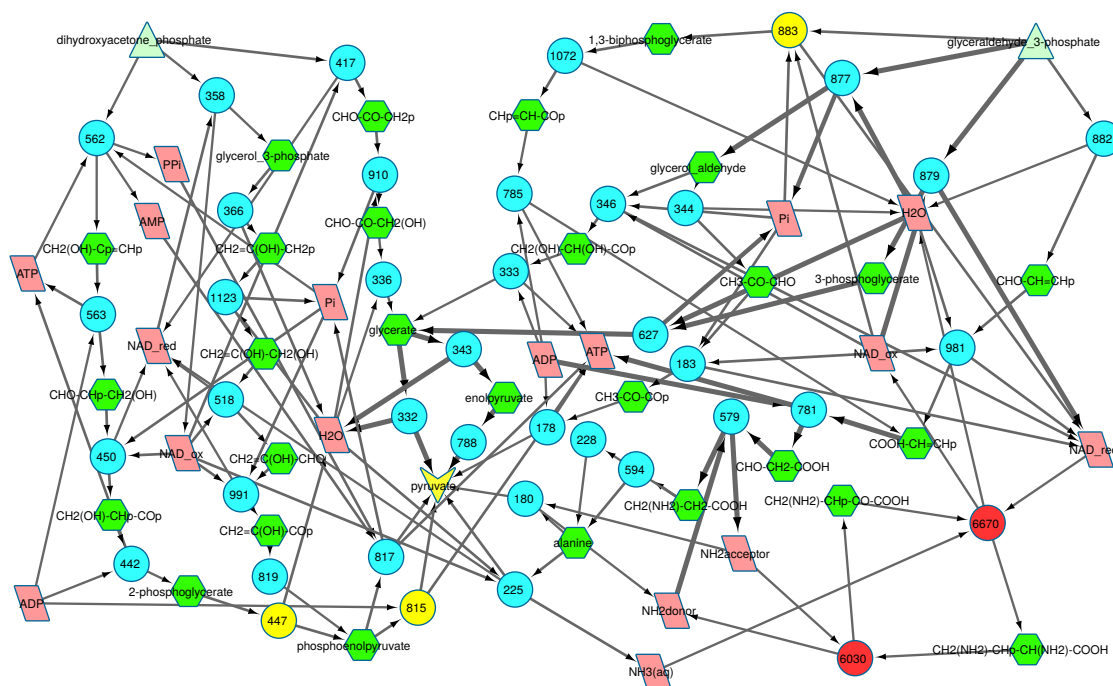 dihydroxyacetone_phosphate
417
1,3-biphosphoglycerate
883
glyceraldehyde_3-phosphate
1072
877
358
CHO-CO-CH2p
CHp=CH-COp
562
PPi
glycerol_3-phosphate
882
910
glycerol_aldehyde
879
785
346
344
Pi
H2O
366
AMP
CHO-CO-CH2(OH)
CH2(OH)-Cp=CHp
CH2=C(OH)-CH2p
CH2(OH)-CH(OH)-COp
ATP
336
333
CH3-CO-CHO
3-phosphoglycerate
CHO-CH=CHp
1123
Pi
563
glycerate
627
NAD_red
343
ADP
ATP
183
NAD_ox
981
CH2=C(OH)-CH2(OH)
CHO-CHp-CH2(OH)
518
enolpyruvate
CH3-CO-COp
332
579
781
H2O
788
178
228
COOH-CH=CHp
NAD_red
450
NAD_ox
CH2=C(OH)-CHO
CHO-CH2-COOH
594
pyruvate
991
180
CH2(NH2)-CH2-COOH
CH2(NH2)-CHp-CO-COOH
CH2(OH)-CHp-COp
CH2=C(OH)-COp
6670
alanine
817
NH2acceptor
442
819
225
2-phosphoglycerate
ADP
815
NH2donor
447
phosphoenolpyruvate
6030
CH2(NH2)-CHp-CH(NH2)-COOH
NH3(aq)